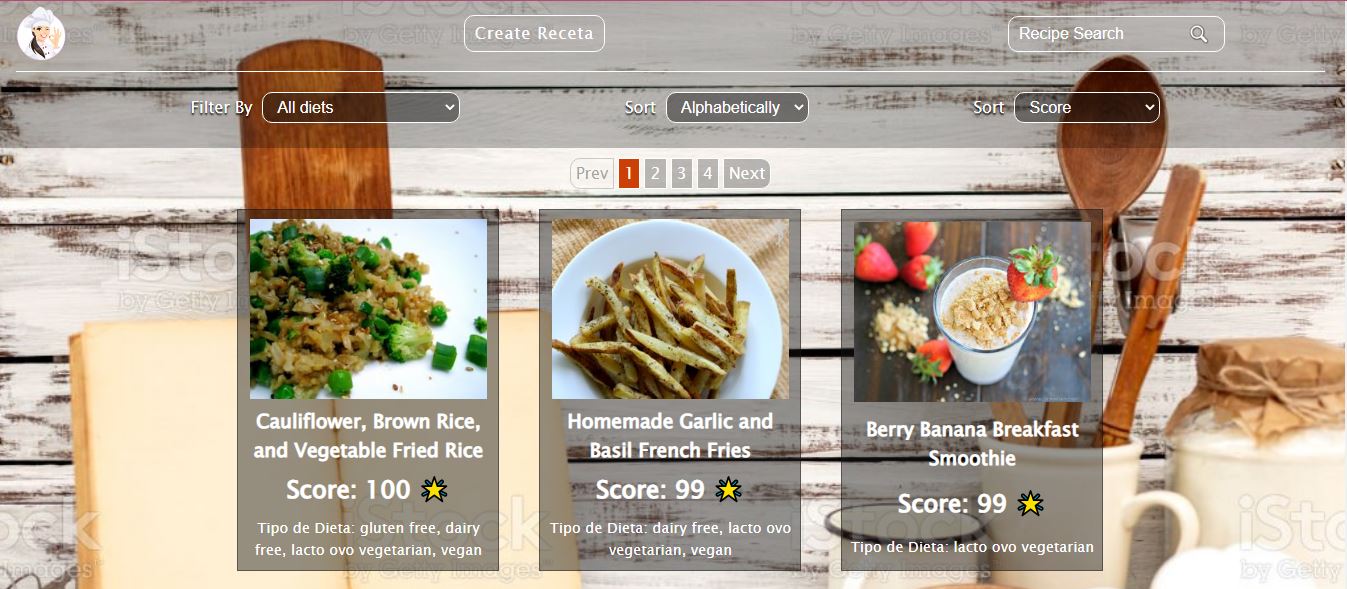 Create Receta
Recipe Search
Filter By All diets
Sort Alphabetically
Sort Score
Prev 1 2 3 4 Next
Cauliflower, Brown Rice,
and Vegetable Fried Rice
Score: 100
Tipo de Dieta: gluten free, dairy
free, lacto ovo vegetarian, vegan
Homemade Garlic and
Basil French Fries
Score: 99
Tipo de Dieta: dairy free, lacto ovo
vegetarian, vegan
Berry Banana Breakfast
Smoothie
Score: 99
Tipo de Dieta: lacto ovo vegetarian
iStock
by Getty Images